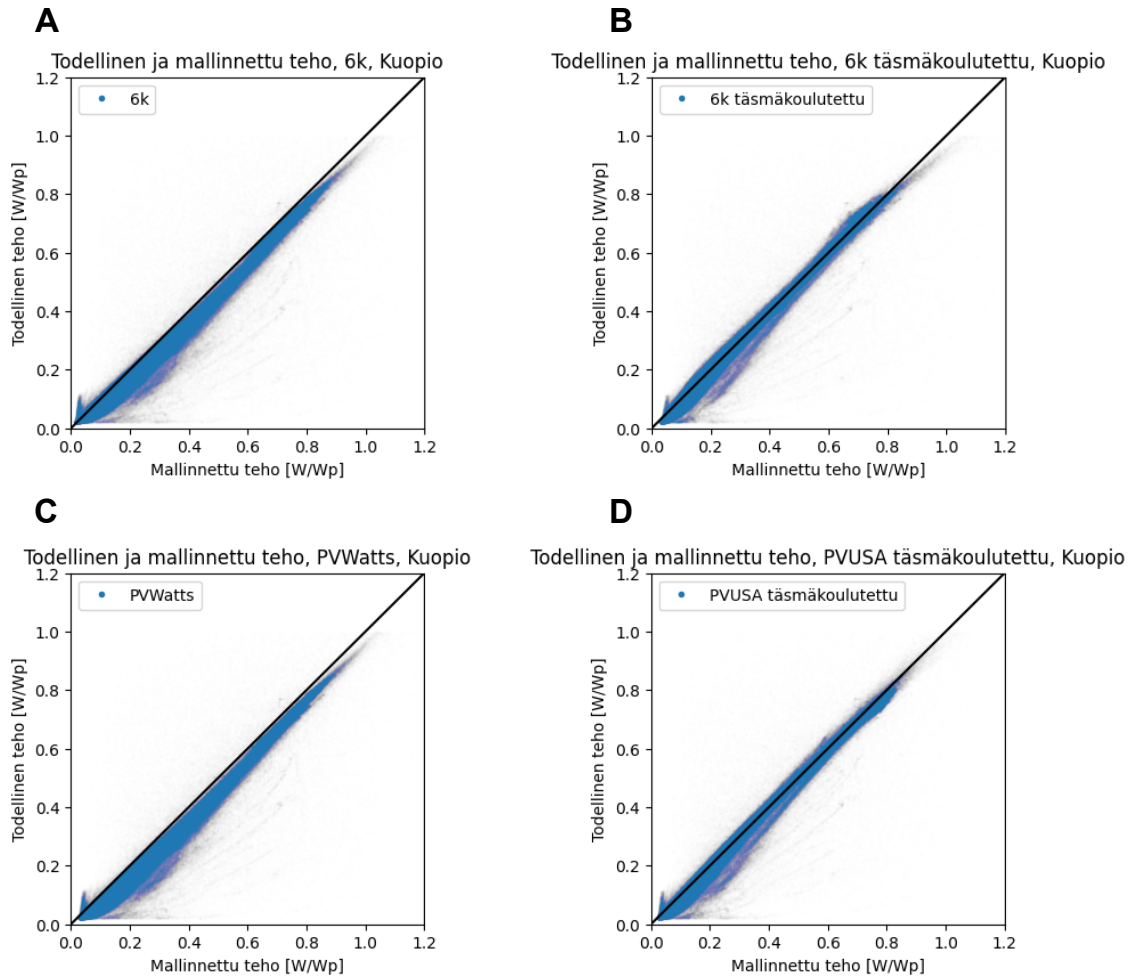 A
Todellinen ja mallinnettu teho, 6k, Kuopio
6k
Todellinen teho [W/Wp]
1.2
1.0
0.8
0.6
0.4
0.2
0.0
0.0 0.2 0.4 0.6 0.8 1.0 1.2
Mallinnettu teho [W/Wp]
B
Todellinen ja mallinnettu teho, 6k täsmäkoulutettu, Kuopio
6k täsmäkoulutettu
Todellinen teho [W/Wp]
1.2
1.0
0.8
0.6
0.4
0.2
0.0
0.0 0.2 0.4 0.6 0.8 1.0 1.2
Mallinnettu teho [W/Wp]
C
Todellinen ja mallinnettu teho, PVWatts, Kuopio
PVWatts
Todellinen teho [W/Wp]
1.2
1.0
0.8
0.6
0.4
0.2
0.0
0.0 0.2 0.4 0.6 0.8 1.0 1.2
Mallinnettu teho [W/Wp]
D
Todellinen ja mallinnettu teho, PVUSA täsmäkoulutettu, Kuopio
PVUSA täsmäkoulutettu
Todellinen teho [W/Wp]
1.2
1.0
0.8
0.6
0.4
0.2
0.0
0.0 0.2 0.4 0.6 0.8 1.0 1.2
Mallinnettu teho [W/Wp]